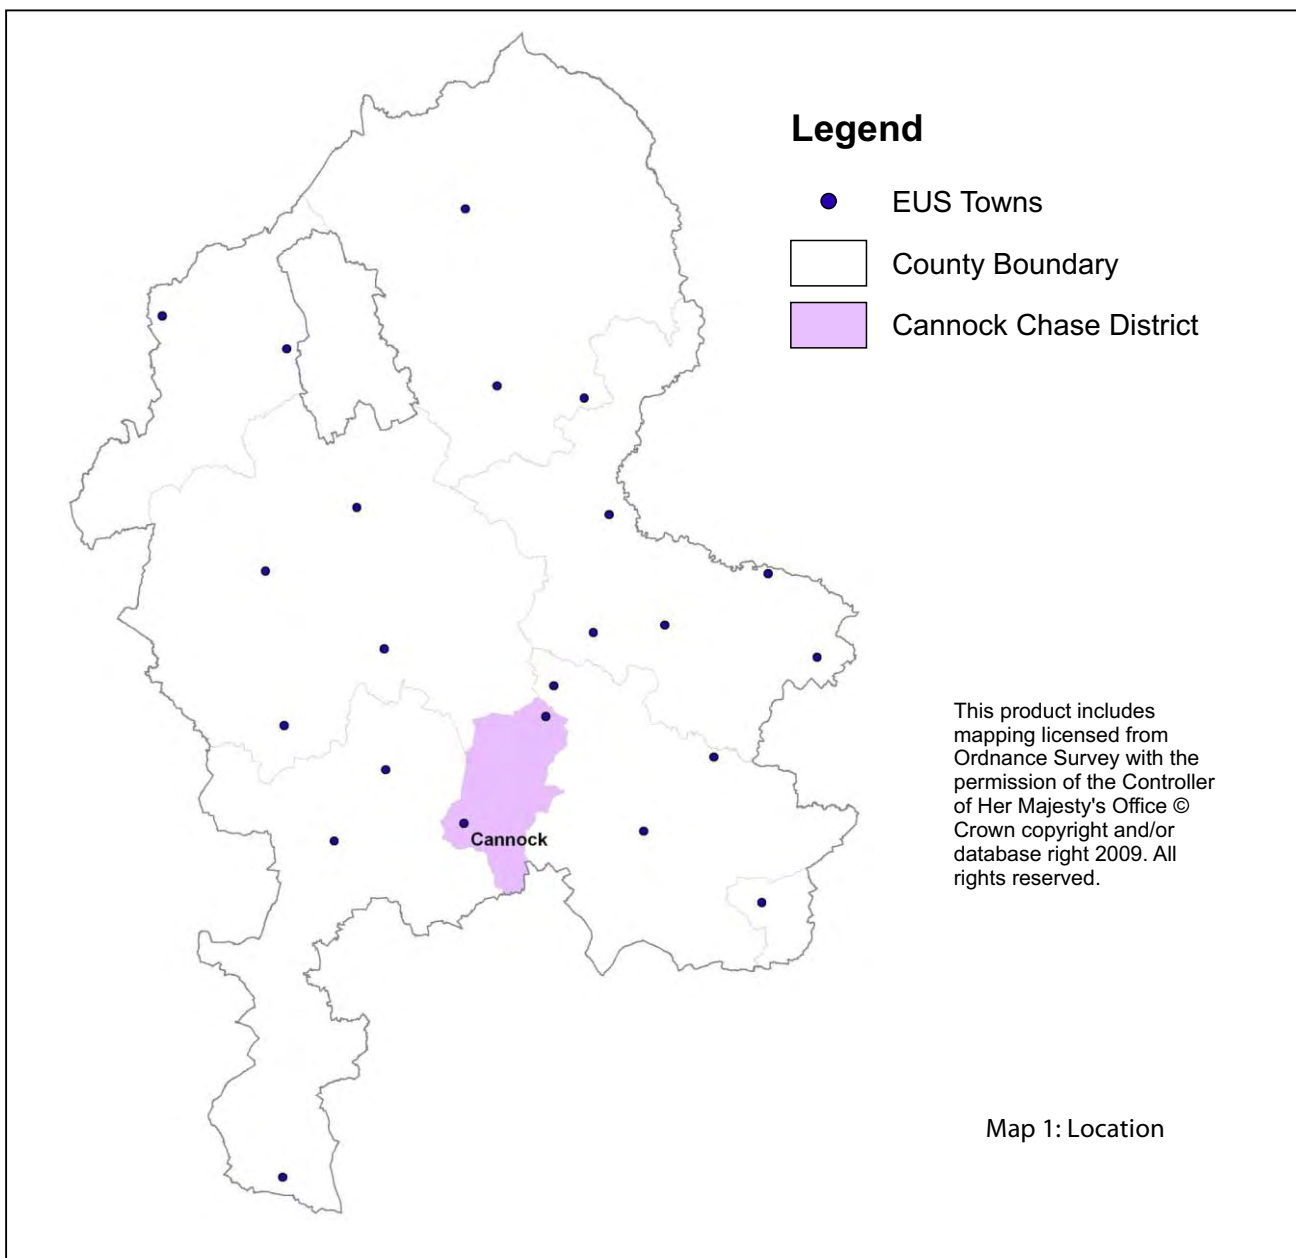 Legend
EUS Towns
County Boundary
Cannock Chase District
This product includes
mapping licensed from
Ordnance Survey with the
permission of the Controller
of Her Majesty's Office ©
Crown copyright and/or
database right 2009. All
rights reserved.
Cannock
Map 1: Location